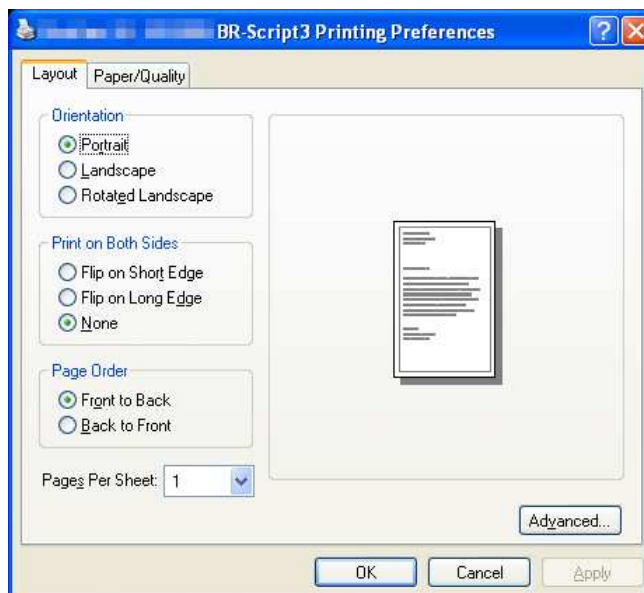 BR-Script3 Printing Preferences
Layout Paper/Quality
Orientation
Portrait
Landscape
Rotated Landscape
Print on Both Sides
Flip on Short Edge
Flip on Long Edge
None
Page Order
Front to Back
Back to Front
Pages Per Sheet: 1
Advanced...
OK Cancel Apply